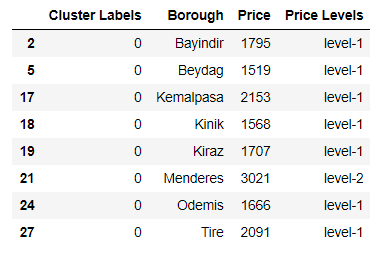 Cluster Labels Borough Price Price Levels
2 0 Bayindir 1795 level-1
5 0 Beydag 1519 level-1
17 0 Kemalpasa 2153 level-1
18 0 Kinik 1568 level-1
19 0 Kiraz 1707 level-1
21 0 Menderes 3021 level-2
24 0 Odemis 1666 level-1
27 0 Tire 2091 level-1